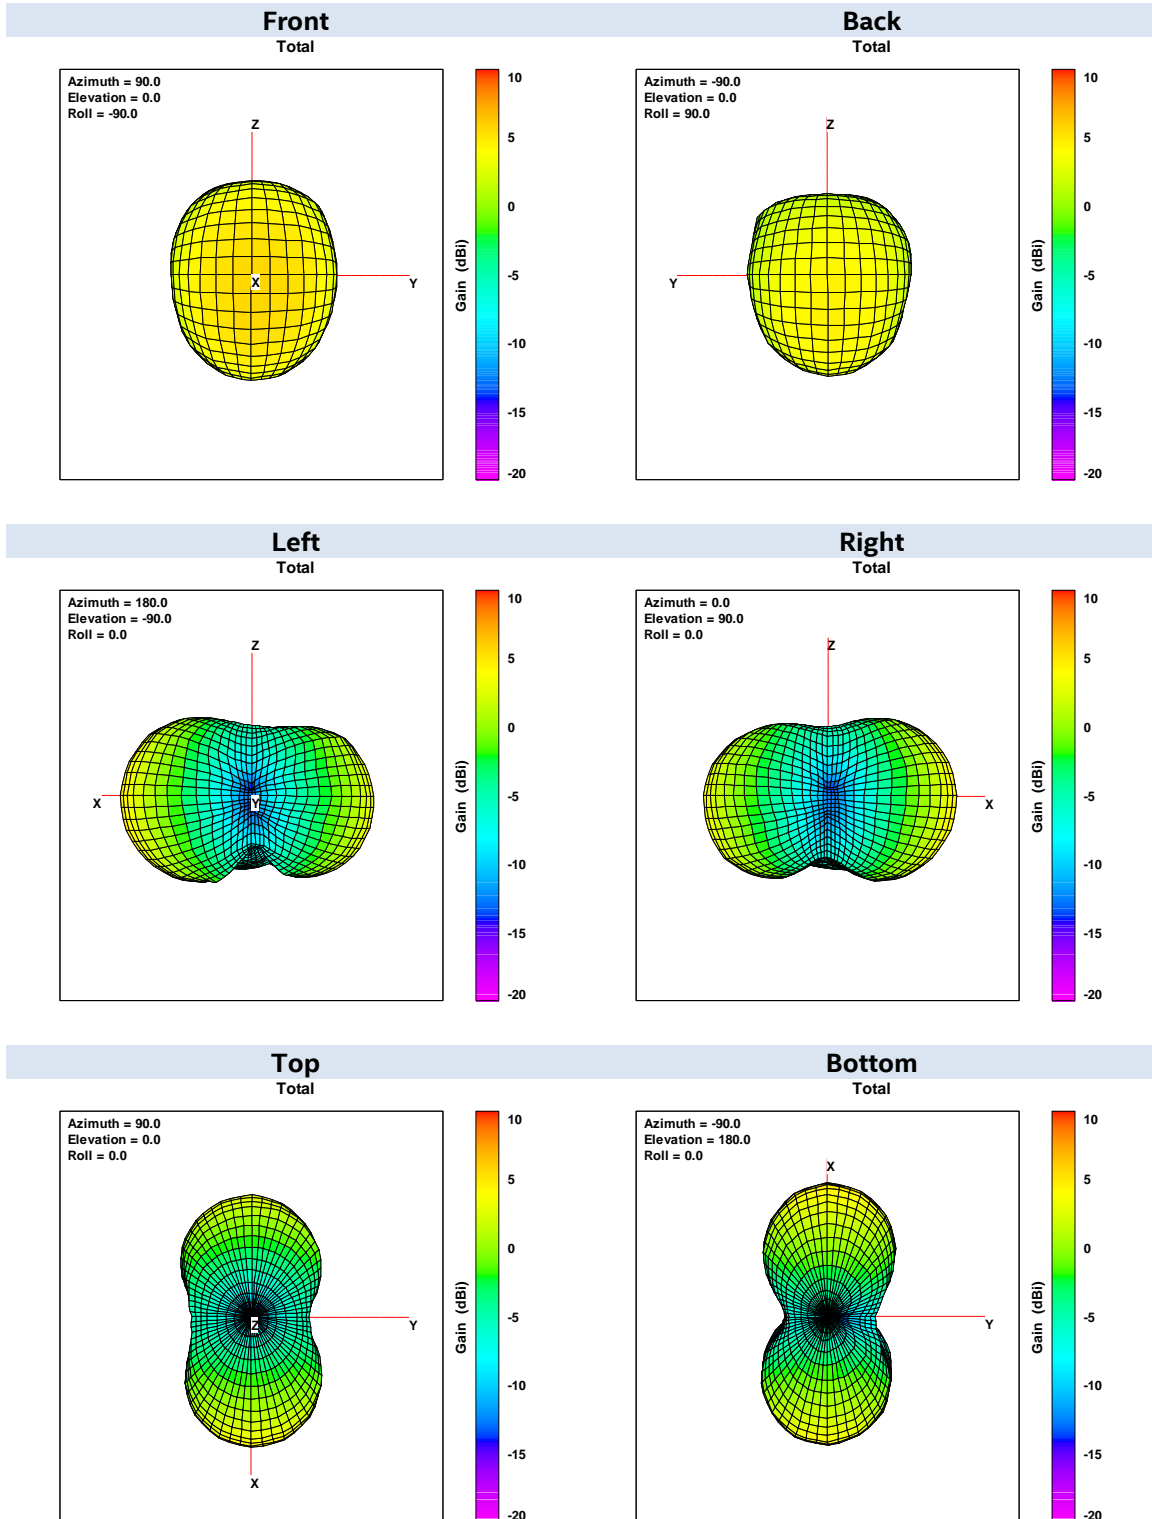 Front
Total
Azimuth = 90.0
Elevation = 0.0
Roll = -90.0
Z
X
Y
10
5
0
-5
-10
-15
-20
Gain (dBi)
Back
Total
Azimuth = -90.0
Elevation = 0.0
Roll = 90.0
Z
Y
10
5
0
-5
-10
-15
-20
Gain (dBi)
Left
Total
Azimuth = 180.0
Elevation = -90.0
Roll = 0.0
Z
X
Y
10
5
0
-5
-10
-15
-20
Gain (dBi)
Right
Total
Azimuth = 0.0
Elevation = 90.0
Roll = 0.0
Z
X
10
5
0
-5
-10
-15
-20
Gain (dBi)
Top
Total
Azimuth = 90.0
Elevation = 0.0
Roll = 0.0
Z
Y
X
10
5
0
-5
-10
-15
-20
Gain (dBi)
Bottom
Total
Azimuth = -90.0
Elevation = 180.0
Roll = 0.0
X
Y
10
5
0
-5
-10
-15
-20
Gain (dBi)